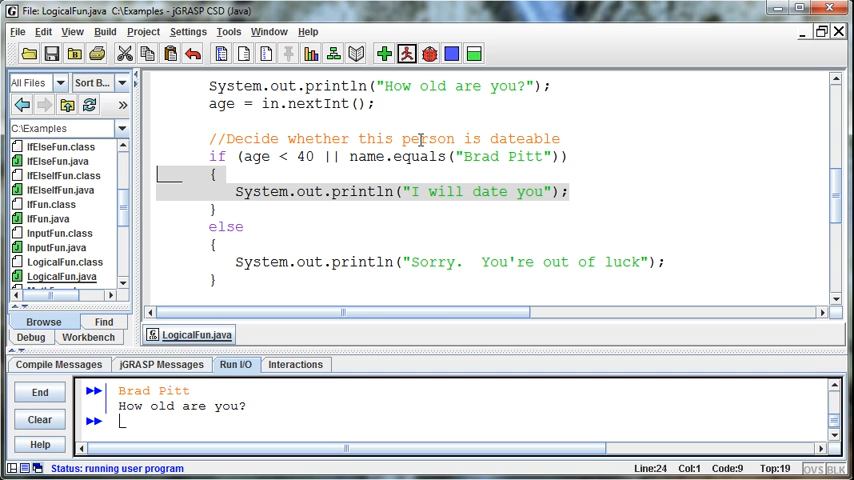 File: LogicalFun.java  C:\Examples - jGRASP CSD (Java)
File Edit View Build Project Settings Tools Window Help
All Files Sort B...
C:\Examples
IfElseFun.class
IfElseFun.java
IfElseIfElse.class
IfElseIfElse.java
IfFun.class
IfFun.java
InputFun.class
InputFun.java
LogicalFun.class
LogicalFun.java
Browse Find
Debug Workbench
System.out.println("How old are you?");
age = in.nextInt();
//Decide whether this person is dateable
if (age < 40 || name.equals("Brad Pitt"))
{
System.out.println("I will date you");
}
else
{
System.out.println("Sorry.  You're out of luck");
}
LogicalFun.java
Compile Messages jGRASP Messages Run I/O Interactions
End
Clear
Help
Brad Pitt
How old are you?
Status: running user program Line:24 Col:1 Code:9 Top:19 OVS BLK